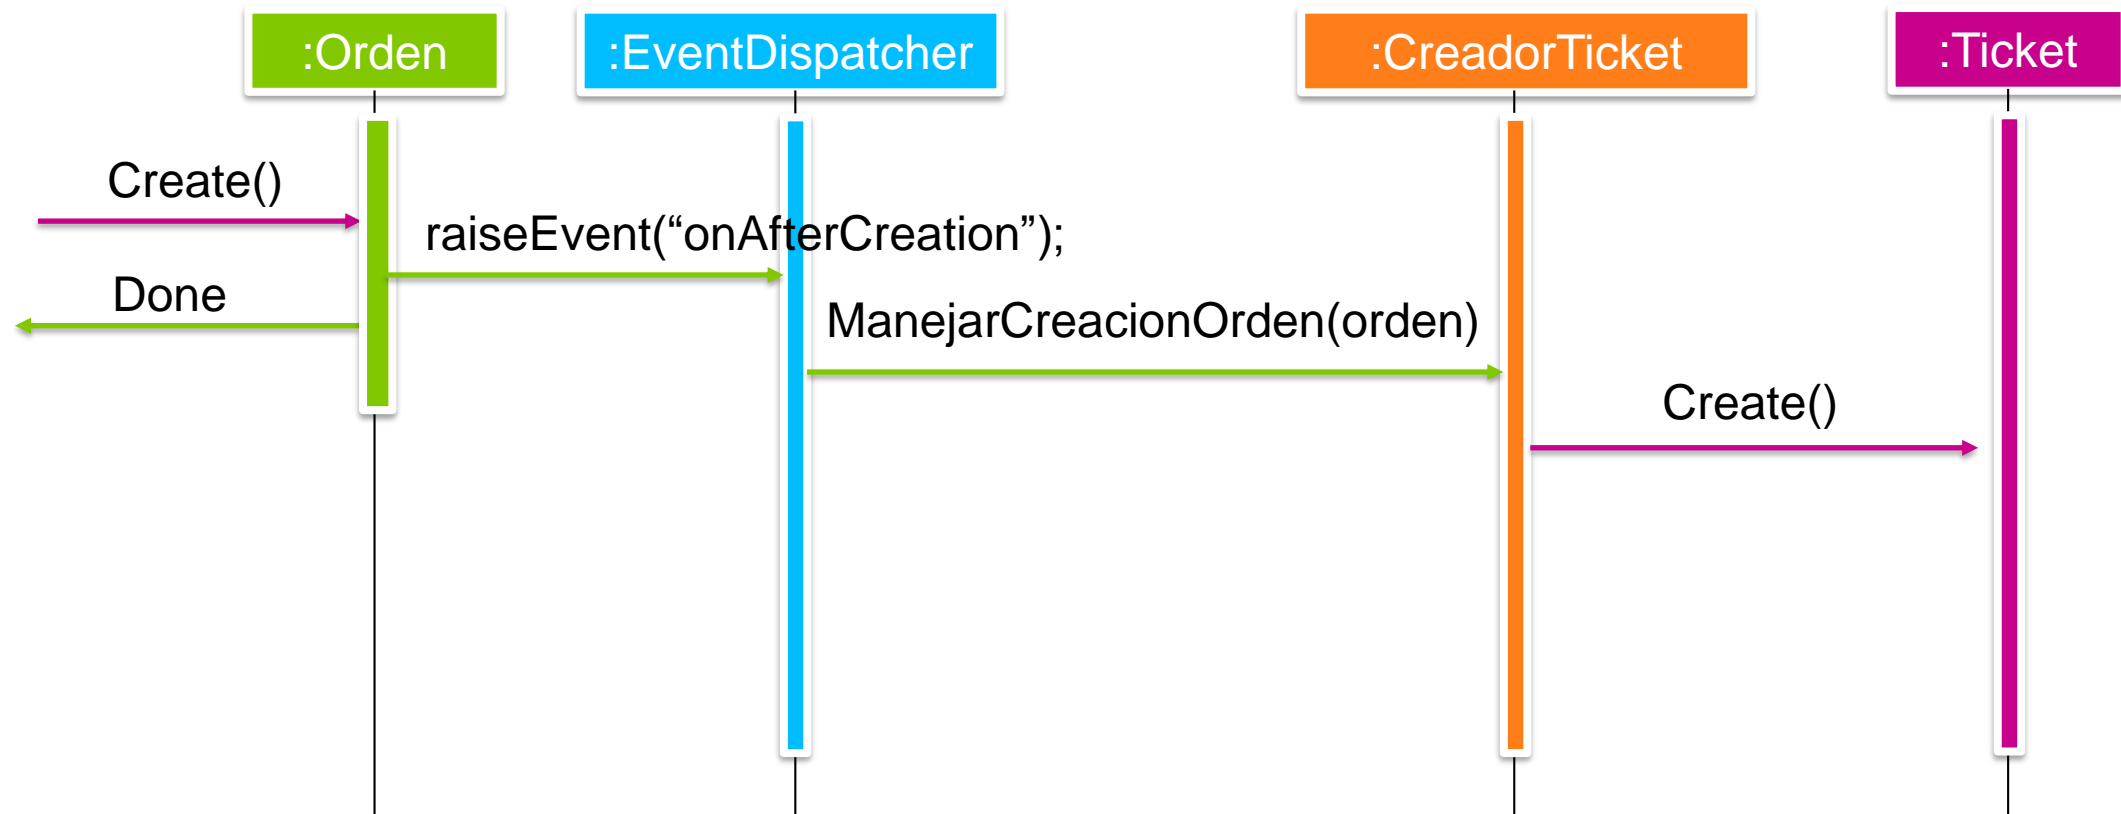 :Orden
:EventDispatcher
:CreadorTicket
:Ticket
Create()
raiseEvent(“onAfterCreation”);
Done
ManejarCreacionOrden(orden)
Create()